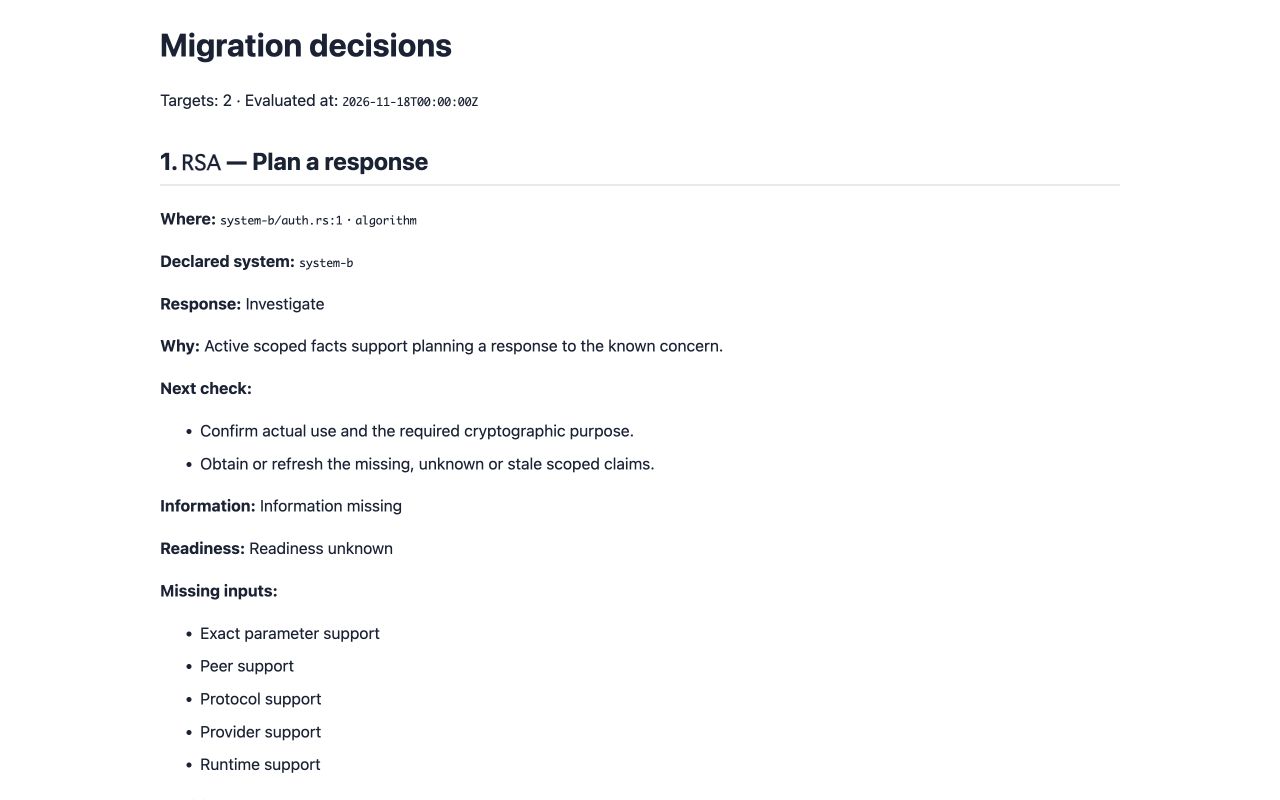 Migration decisions
Targets: 2 · Evaluated at: 2026-11-18T00:00:00Z
1. RSA — Plan a response
Where: system-b/auth.rs:1 · algorithm
Declared system: system-b
Response: Investigate
Why: Active scoped facts support planning a response to the known concern.
Next check:
• Confirm actual use and the required cryptographic purpose.
• Obtain or refresh the missing, unknown or stale scoped claims.
Information: Information missing
Readiness: Readiness unknown
Missing inputs:
• Exact parameter support
• Peer support
• Protocol support
• Provider support
• Runtime support